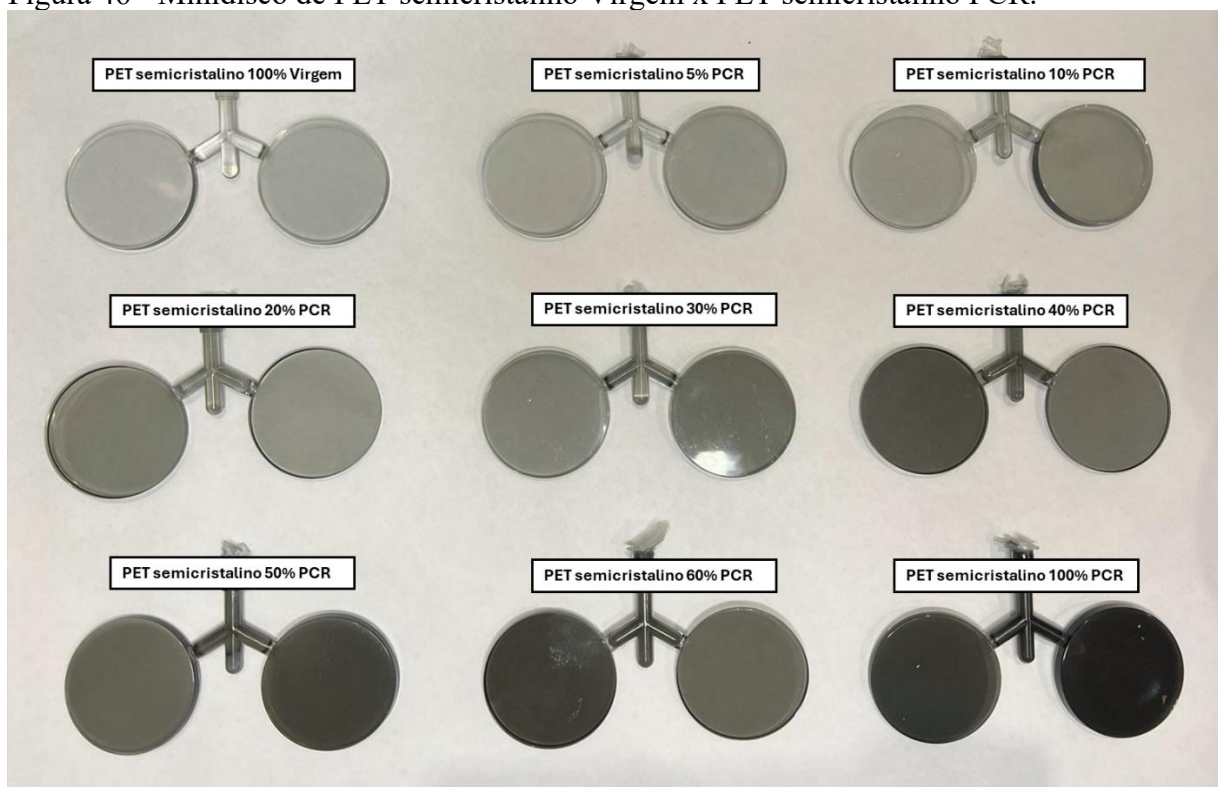 Figura 46 - Minidisco de PET semicristalino Virgem x PET semicristalino PCR.
PET semicristalino 100% Virgem
PET semicristalino 5% PCR
PET semicristalino 10% PCR
PET semicristalino 20% PCR
PET semicristalino 30% PCR
PET semicristalino 40% PCR
PET semicristalino 50% PCR
PET semicristalino 60% PCR
PET semicristalino 100% PCR